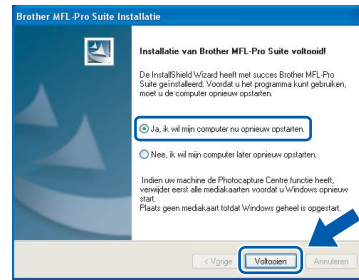 Brother MFL-Pro Suite Installatie
Installatie van Brother MFL-Pro Suite voltooid!
De InstallShield Wizard heeft met succes Brother MFL-Pro
Suite geïnstalleerd. Voordat u het programma kunt gebruiken,
moet u de computer opnieuw opstarten.
Ja, ik wil mijn computer nu opnieuw opstarten.
Nee, ik wil mijn computer later opnieuw opstarten.
Indien uw machine de Photocapture Centre functie heeft,
verwijder eerst alle mediakaarten voordat u Windows opnieuw
start.
Plaats geen mediakaart totdat Windows geheel is opgestart.
< Vorige Voltooien Annuleren